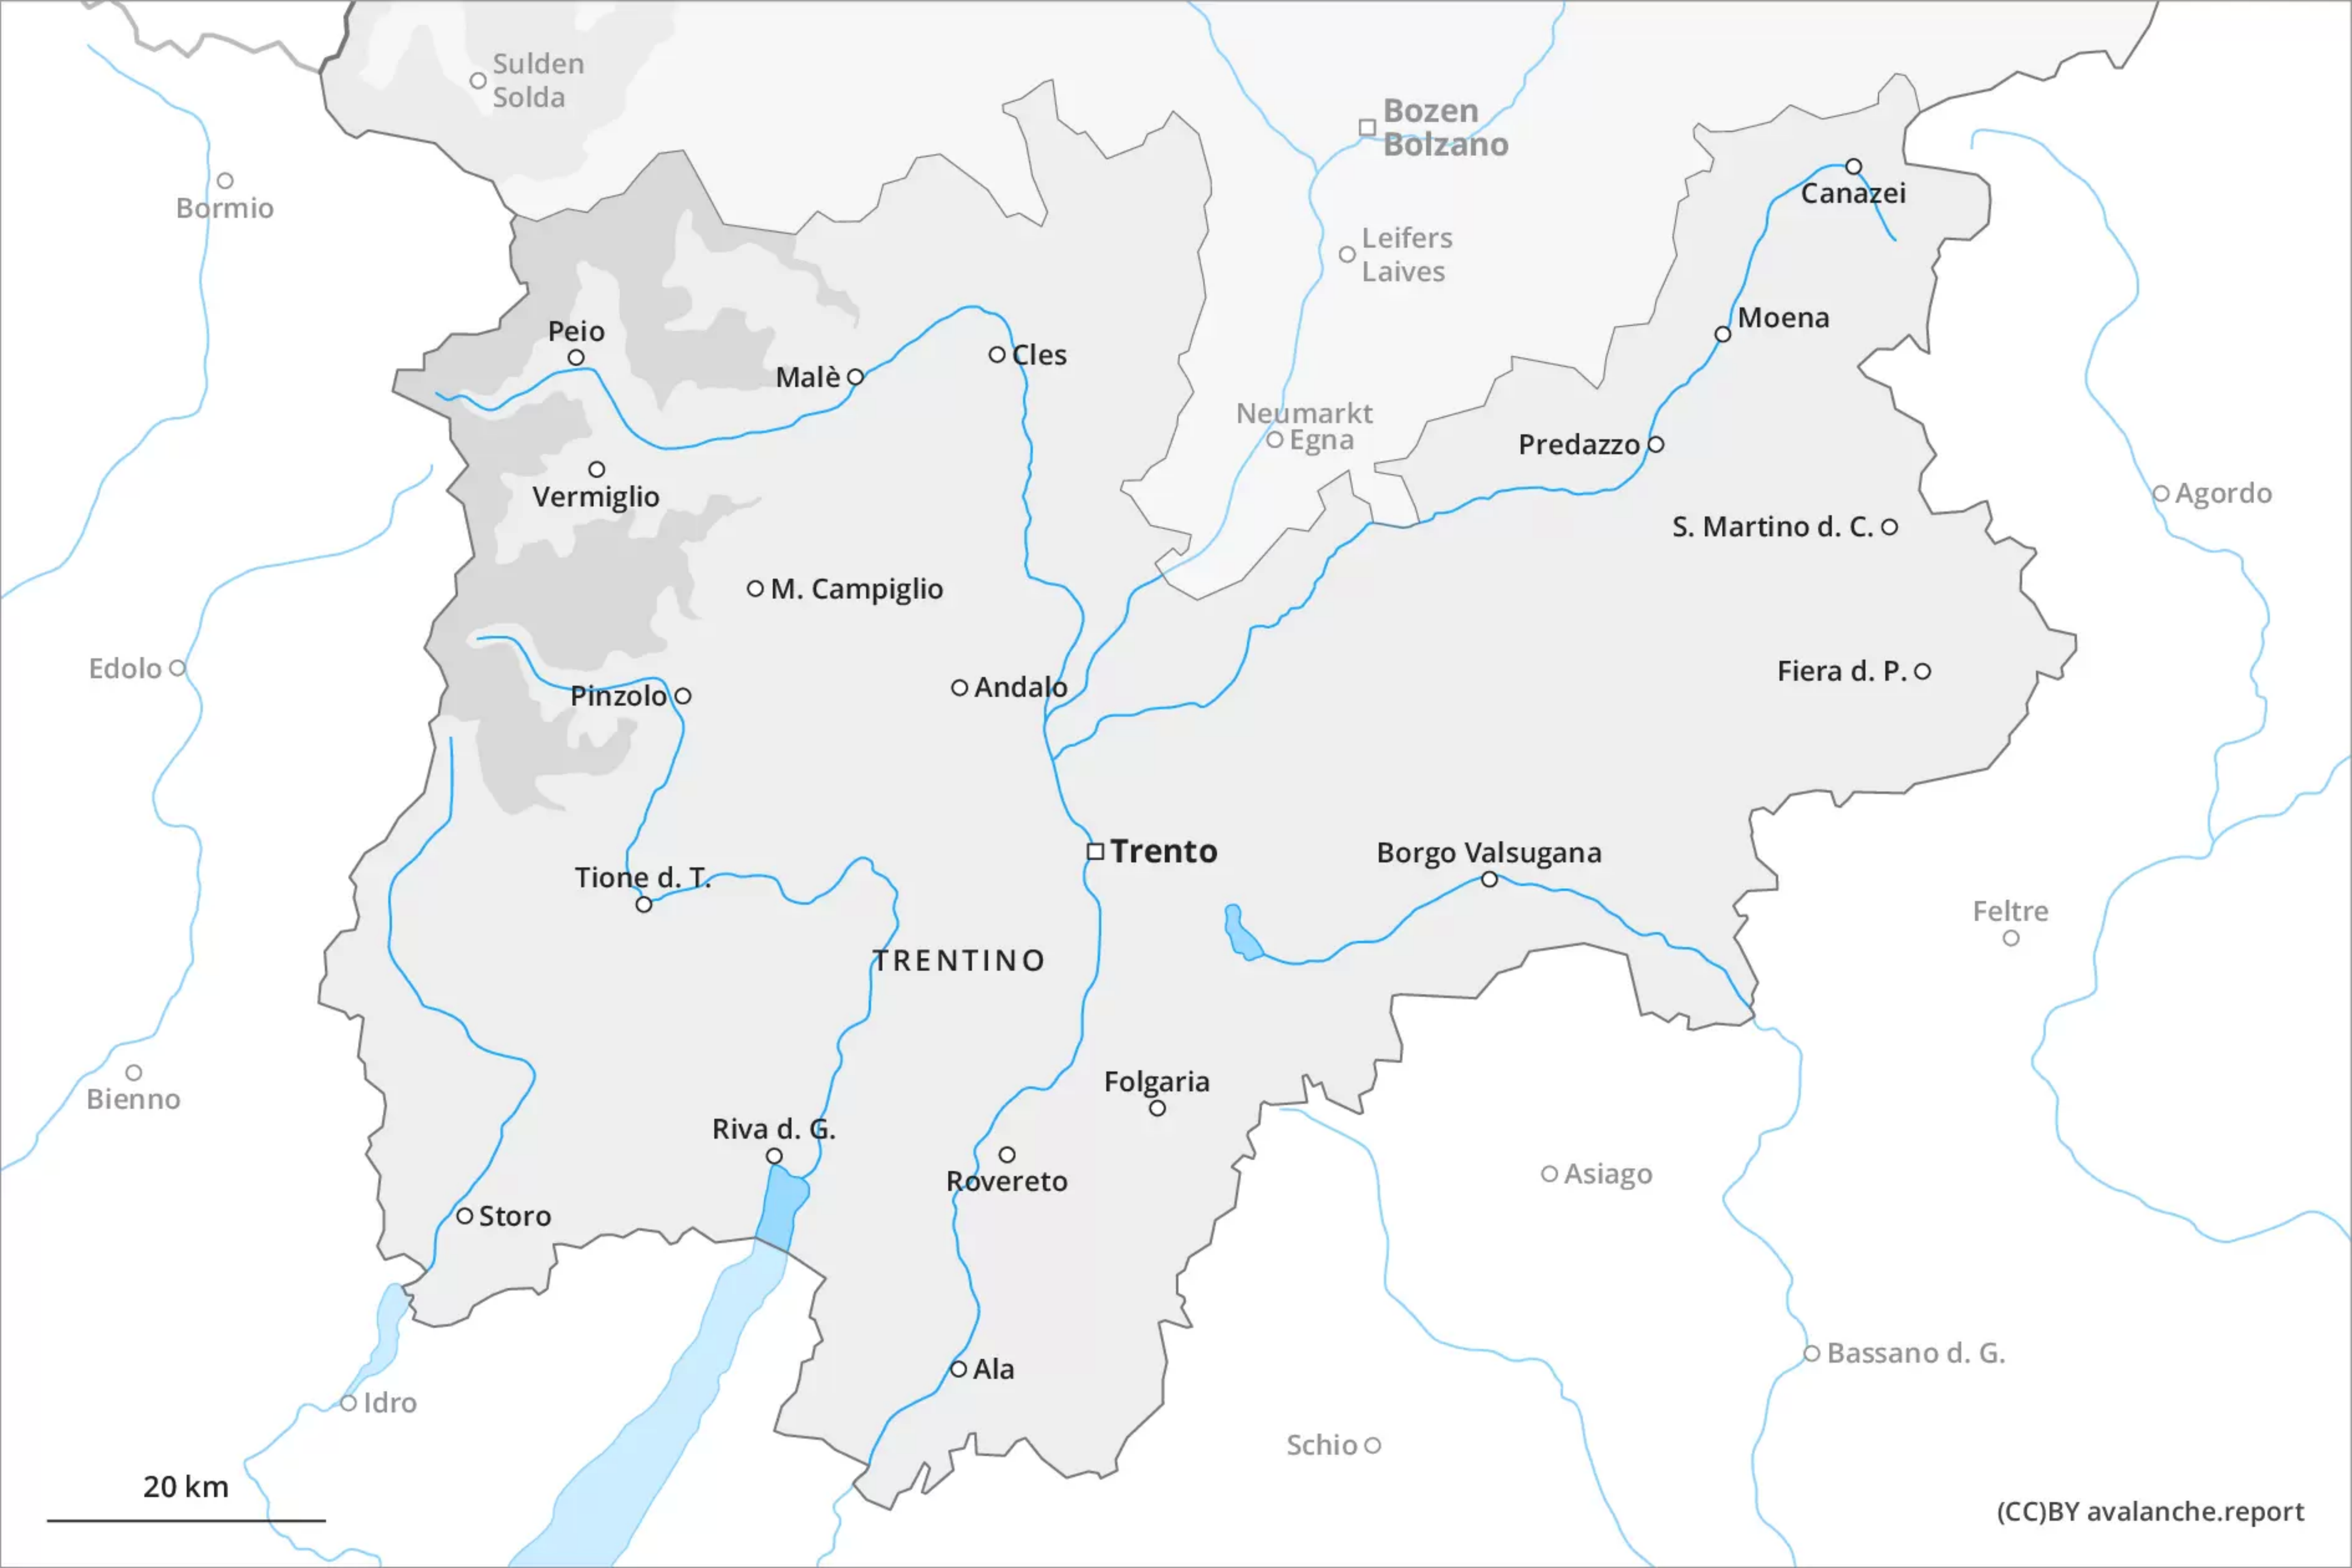 Sulden
Solda
Bozen
Bolzano
Bormio
Canazei
Leifers
Laives
Moena
Peio
Cles
Malè
Neumarkt
Egna
Predazzo
Vermiglio
Agordo
S. Martino d. C.
M. Campiglio
Edolo
Fiera d. P.
Andalo
Pinzolo
Trento
Borgo Valsugana
Tione d. T.
Feltre
TRENTINO
Folgaria
Bienno
Riva d. G.
Asiago
Rovereto
Storo
Bassano d. G.
Ala
Idro
Schio
20 km
(CC)BY avalanche.report